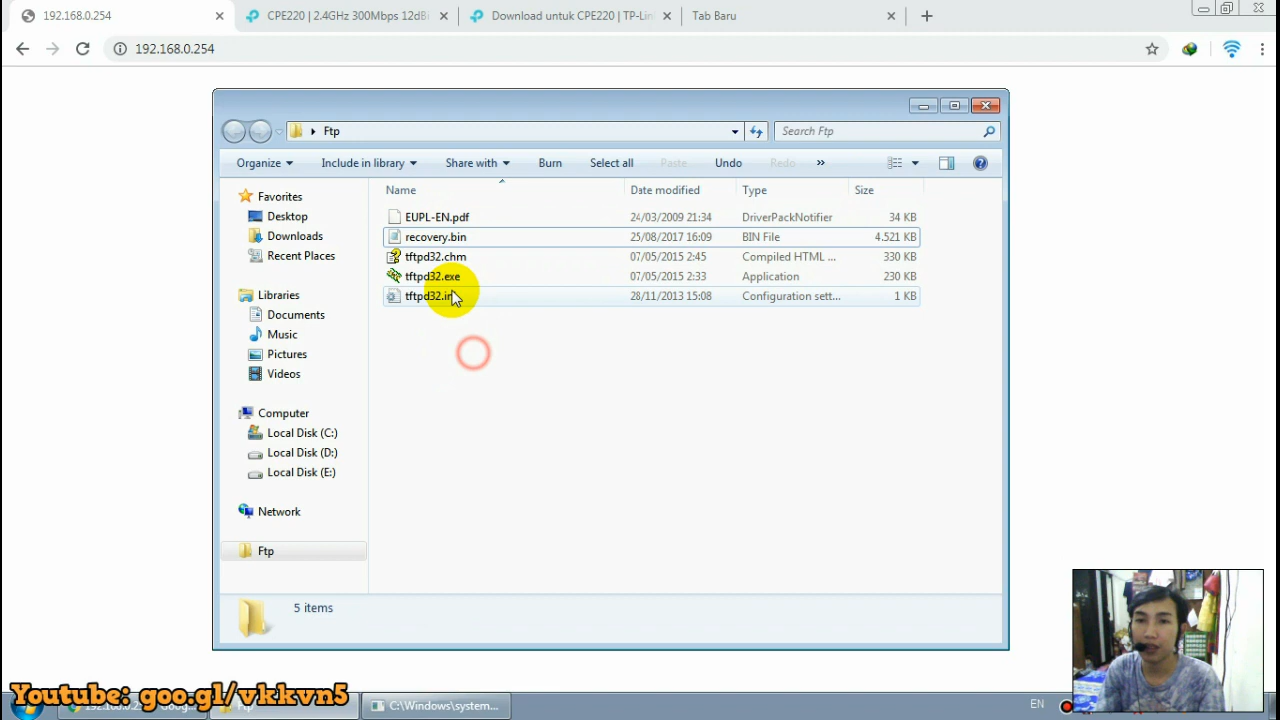 192.168.0.254
CPE220 | 2.4GHz 300Mbps 12dBi
Download untuk CPE220 | TP-Lin
Tab Baru
192.168.0.254
Ftp
Search Ftp
Organize
Include in library
Share with
Burn
Select all
Paste
Undo
Redo
»
Name
Date modified
Type
Size
EUPL-EN.pdf
24/03/2009 21:34
DriverPackNotifier
34 KB
recovery.bin
25/08/2017 16:09
BIN File
4.521 KB
tftpd32.chm
07/05/2015 2:45
Compiled HTML ...
330 KB
tftpd32.exe
07/05/2015 2:33
Application
230 KB
tftpd32.in
28/11/2013 15:08
Configuration sett...
1 KB
Favorites
Desktop
Downloads
Recent Places
Libraries
Documents
Music
Pictures
Videos
Computer
Local Disk (C:)
Local Disk (D:)
Local Disk (E:)
Network
Ftp
5 items
Youtube: goo.gl/vkkvn5
Ftp
C:\Windows\system...
EN